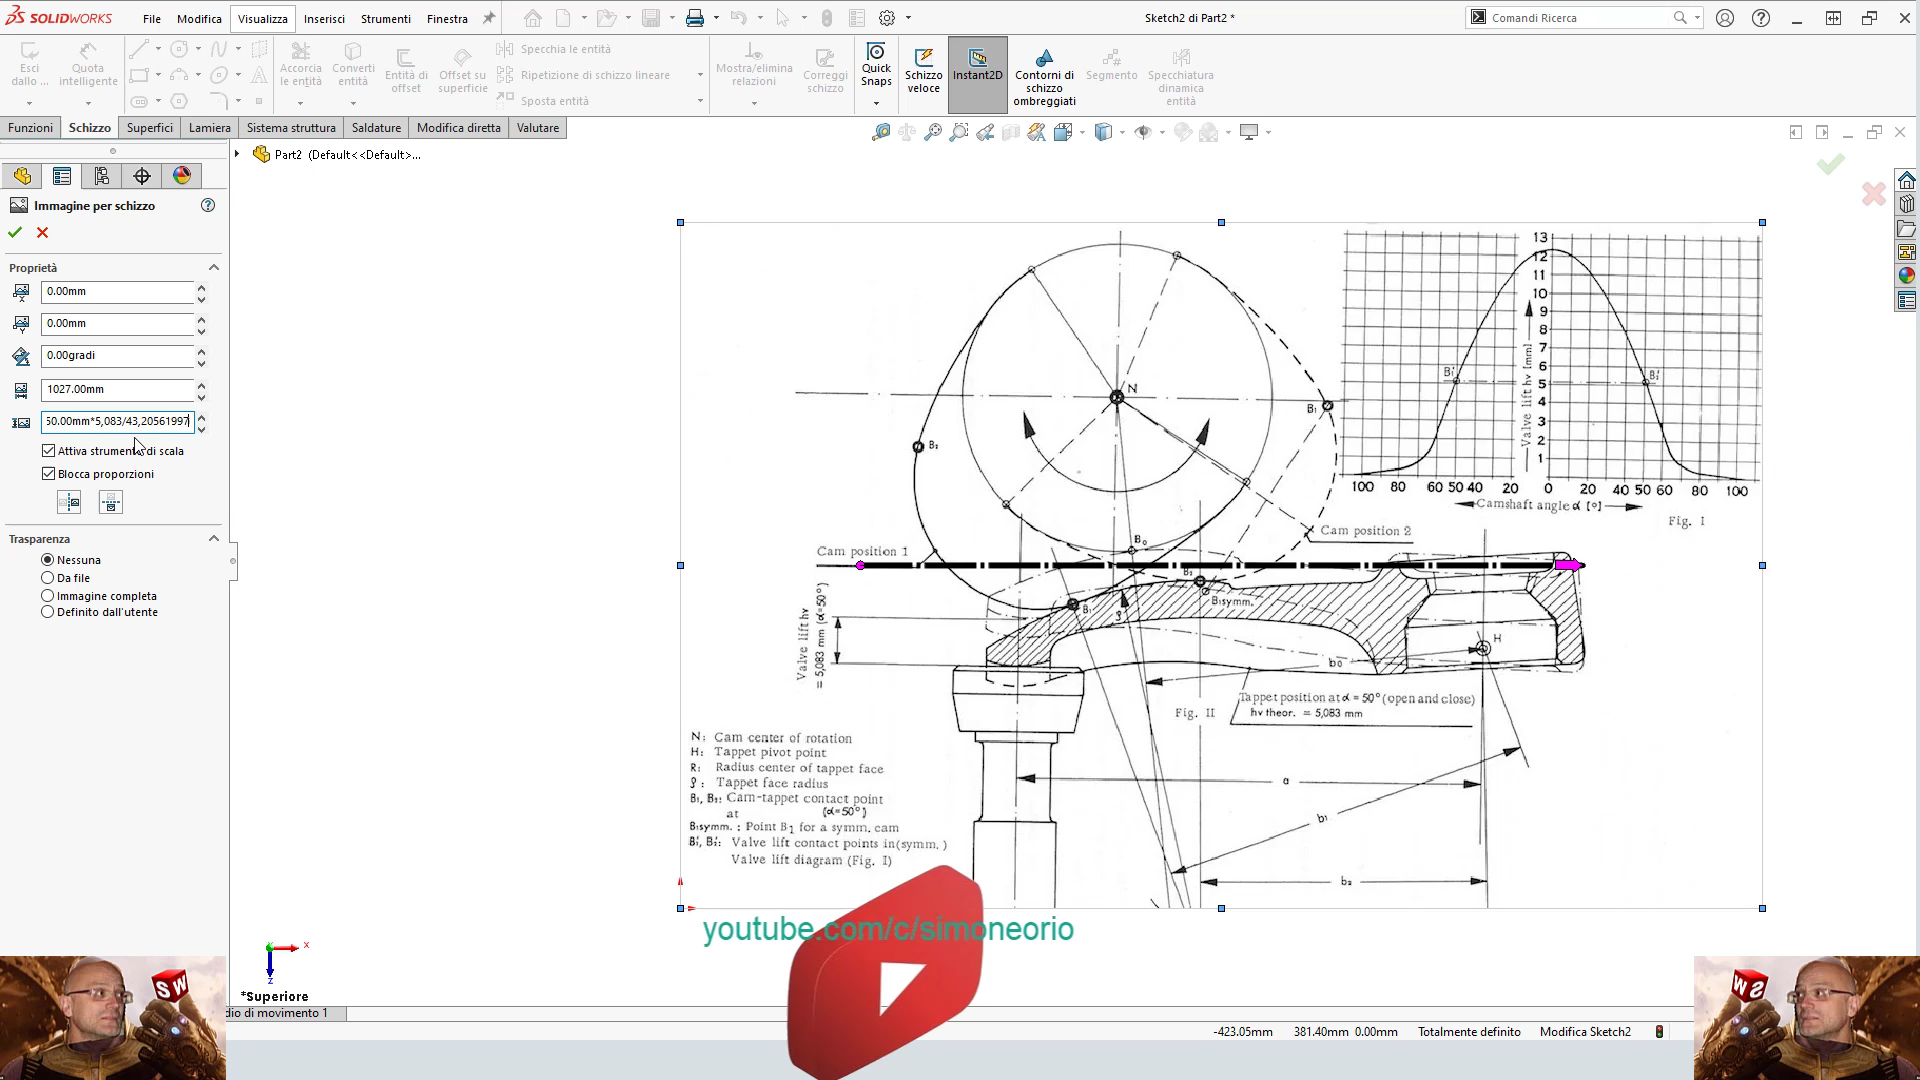 SOLIDWORKS
File Modifica Visualizza Inserisci Strumenti Finestra
Sketch2 di Part2 *
Comandi Ricerca
Esci dallo ...
Quota intelligente
Accorcia le entità
Converti entità
Entità di offset
Offset su superficie
Specchia le entità
Ripetizione di schizzo lineare
Sposta entità
Mostra/elimina relazioni
Correggi schizzo
Quick Snaps
Schizzo veloce
Instant2D
Contorni di schizzo ombreggiati
Segmento
Specchiatura dinamica entità
Funzioni Schizzo Superfici Lamiera Sistema struttura Saldature Modifica diretta Valutare
Part2 (Default<<Default>...
Immagine per schizzo
Proprietà
0.00mm
0.00mm
0.00gradi
1027.00mm
50.00mm*5,083/43,20561997
Attiva strumento di scala
Blocca proporzioni
Trasparenza
Nessuna
Da file
Immagine completa
Definito dall'utente
13
12
11
10
9
8
7
6
5
4
3
2
1
Valve lift hv [mm]
B₁'
B₂'
100 80 60 50 40 20 0 20 40 50 60 80 100
Camshaft angle α [°]
Fig. I
N
B₁
B₂
B₀
Cam position 1
Cam position 2
B₂
B₁
B₁symm.
ϱ
H
b₀
Valve lift hv
= 5,083 mm (α=50°)
Tappet position at α = 50° (open and close)
hv theor. = 5,083 mm
Fig. II
a
b₁
b₂
N: Cam center of rotation
H: Tappet pivot point
R: Radius center of tappet face
ϱ : Tappet face radius
B₁, B₂: Cam-tappet contact point
at (α=50°)
B₁symm. : Point B₁ for a symm. cam
B₁', B₂': Valve lift contact points in(symm.)
Valve lift diagram (Fig. I)
youtube.com/c/simoneorio
X
Z
*Superiore
dio di movimento 1
-423.05mm 381.40mm 0.00mm Totalmente definito Modifica Sketch2
SW
SW